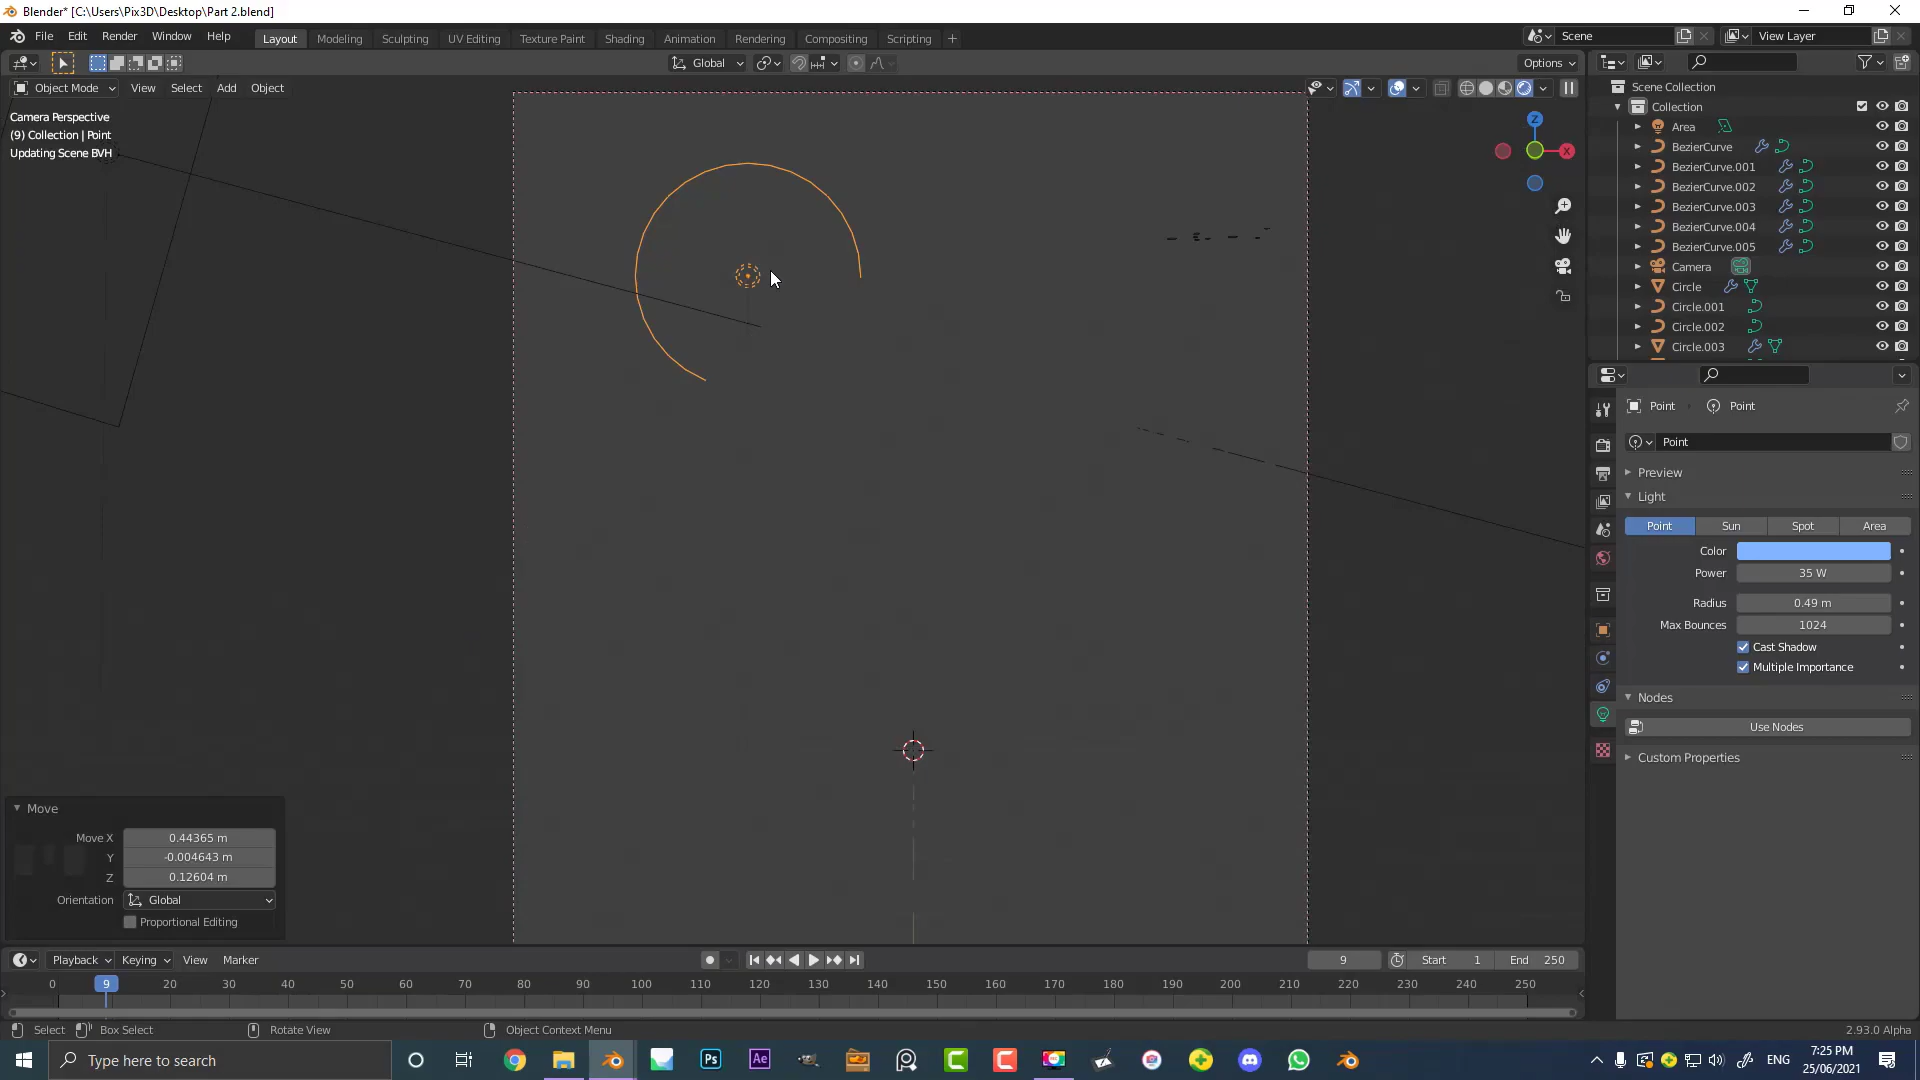 Blender* [C:\Users\Pix3D\Desktop\Part 2.blend]
File Edit Render Window Help
Layout Modeling Sculpting UV Editing Texture Paint Shading Animation Rendering Compositing Scripting
Scene View Layer
Global Options
Object Mode View Select Add Object
Camera Perspective
(9) Collection | Point
Updating Scene BVH
Z
X
Scene Collection
Collection
Area
BezierCurve
BezierCurve.001
BezierCurve.002
BezierCurve.003
BezierCurve.004
BezierCurve.005
Camera
Circle
Circle.001
Circle.002
Circle.003
Point Point
Point
Preview
Light
Point Sun Spot Area
Color
Power 35 W
Radius 0.49 m
Max Bounces 1024
Cast Shadow
Multiple Importance
Nodes
Use Nodes
Custom Properties
Move
Move X 0.44365 m
Y -0.004643 m
Z 0.12604 m
Orientation Global
Proportional Editing
Playback Keying View Marker 9 Start 1 End 250
0 9 20 30 40 50 60 70 80 90 100 110 120 130 140 150 160 170 180 190 200 210 220 230 240 250
Select Box Select Rotate View Object Context Menu 2.93.0 Alpha
Type here to search
Ps Ae
ENG
7:25 PM
25/06/2021